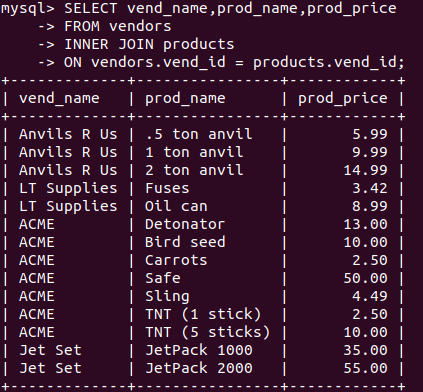 mysql> SELECT vend_name,prod_name,prod_price
    -> FROM vendors
    -> INNER JOIN products
    -> ON vendors.vend_id = products.vend_id;
+--------------+----------------+------------+
| vend_name    | prod_name      | prod_price |
+--------------+----------------+------------+
| Anvils R Us  | .5 ton anvil   |       5.99 |
| Anvils R Us  | 1 ton anvil    |       9.99 |
| Anvils R Us  | 2 ton anvil    |      14.99 |
| LT Supplies  | Fuses          |       3.42 |
| LT Supplies  | Oil can        |       8.99 |
| ACME         | Detonator      |      13.00 |
| ACME         | Bird seed      |      10.00 |
| ACME         | Carrots        |       2.50 |
| ACME         | Safe           |      50.00 |
| ACME         | Sling          |       4.49 |
| ACME         | TNT (1 stick)  |       2.50 |
| ACME         | TNT (5 sticks) |      10.00 |
| Jet Set      | JetPack 1000   |      35.00 |
| Jet Set      | JetPack 2000   |      55.00 |
+--------------+----------------+------------+